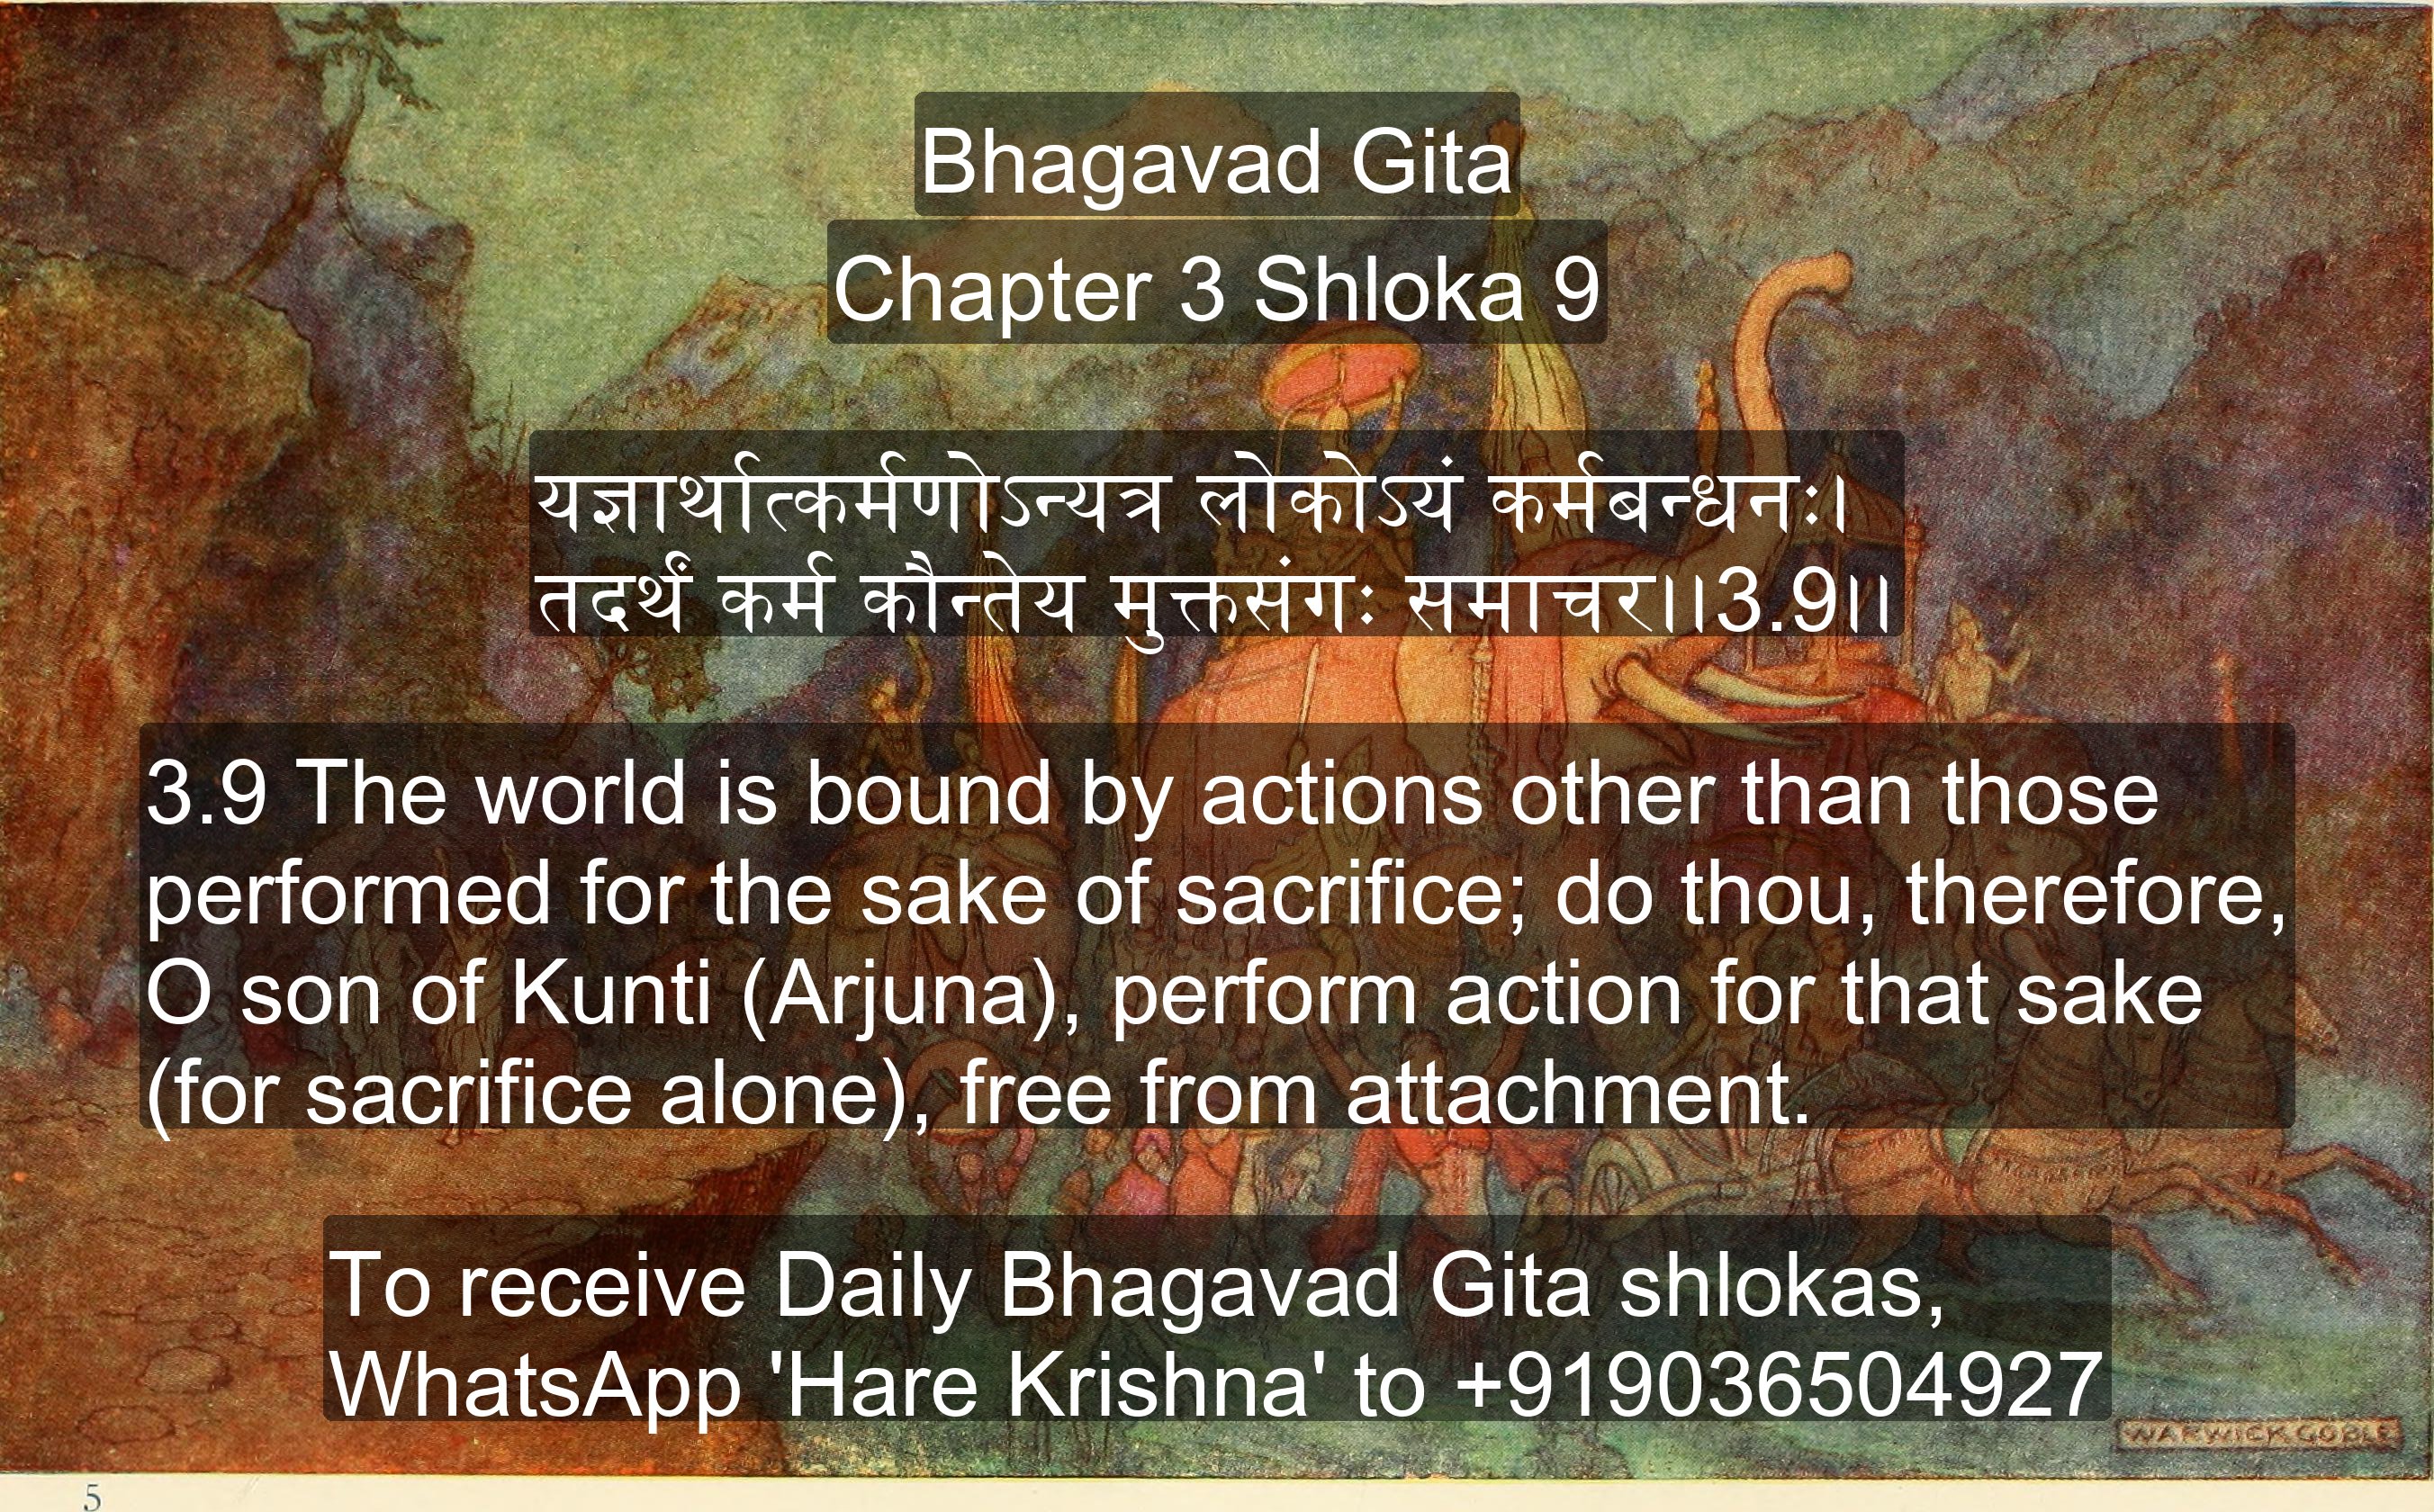 Bhagavad Gita
Chapter 3 Shloka 9
यज्ञार्थात्कर्मणोऽन्यत्र लोकोऽयं कर्मबन्धनः।
तदर्थं कर्म कौन्तेय मुक्तसंगः समाचर।।3.9।।
3.9 The world is bound by actions other than those
performed for the sake of sacrifice; do thou, therefore,
O son of Kunti (Arjuna), perform action for that sake
(for sacrifice alone), free from attachment.
To receive Daily Bhagavad Gita shlokas,
WhatsApp 'Hare Krishna' to +919036504927
WARWICK GOBLE
5